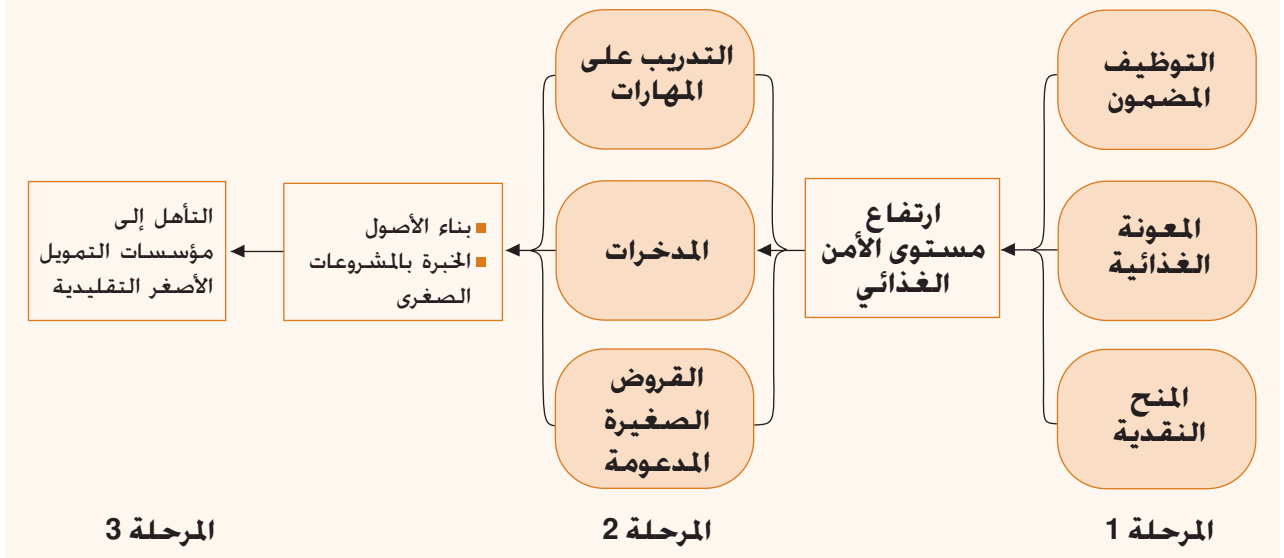 التوظيف
المضمون
المعونة
الغذائية
المنح
النقدية
المرحلة 1
ارتفاع
مستوى الأمن
الغذائي
التدريب على
المهارات
المدخرات
القروض
الصغيرة
المدعومة
المرحلة 2
■ بناء الأصول
■ الخبرة بالمشروعات
الصغرى
التأهل إلى
مؤسسات التمويل
الأصغر التقليدية
المرحلة 3